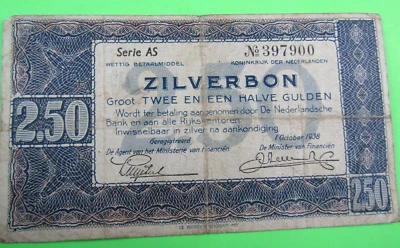 Serie AS № 397900
WETTIG BETAALMIDDEL KONINKRIJK DER NEDERLANDEN
ZILVERBON
Groot TWEE EN EEN HALVE GULDEN
Wordt ter betaling aangenomen door De Nederlandsche
Bank en aan alle Rijkskantoren
Inwisselbaar in zilver na aankondiging
Geregistreerd 1 October 1938
De Agent van het Ministerie van Financiën De Minister van Financiën
2.50
2.50